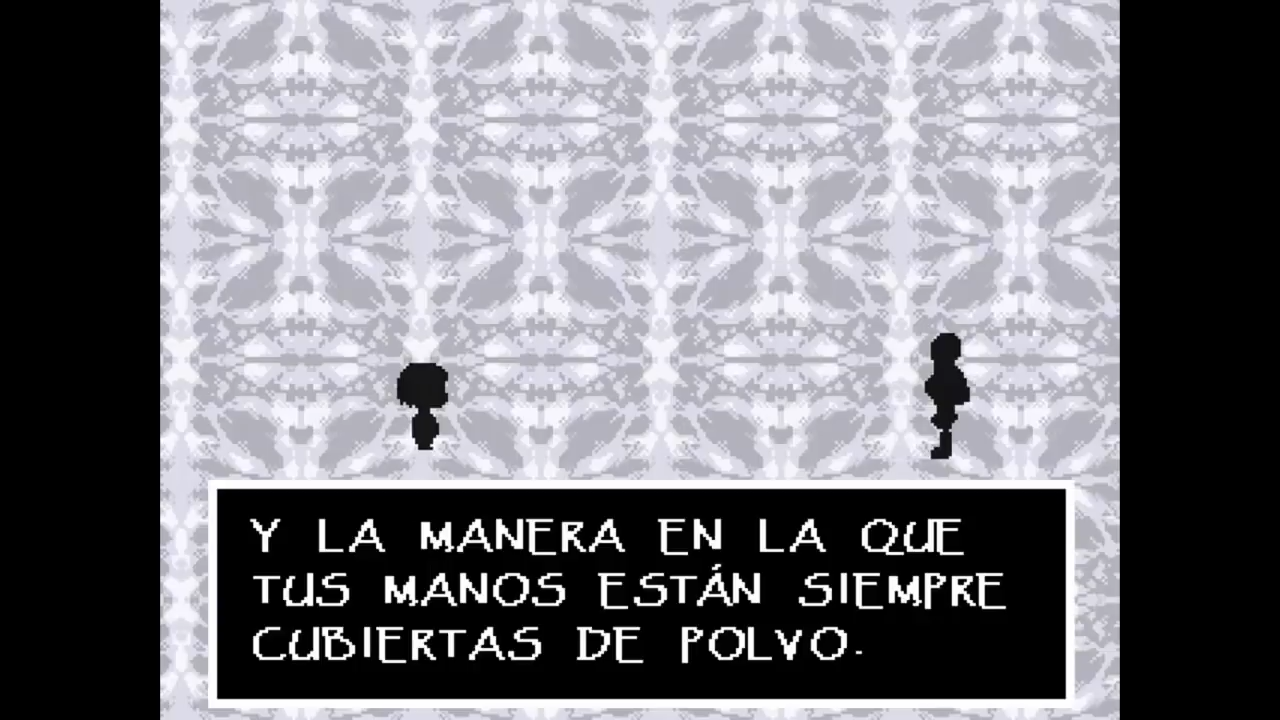 Y LA MANERA EN LA QUE
TUS MANOS ESTÁN SIEMPRE
CUBIERTAS DE POLVO.